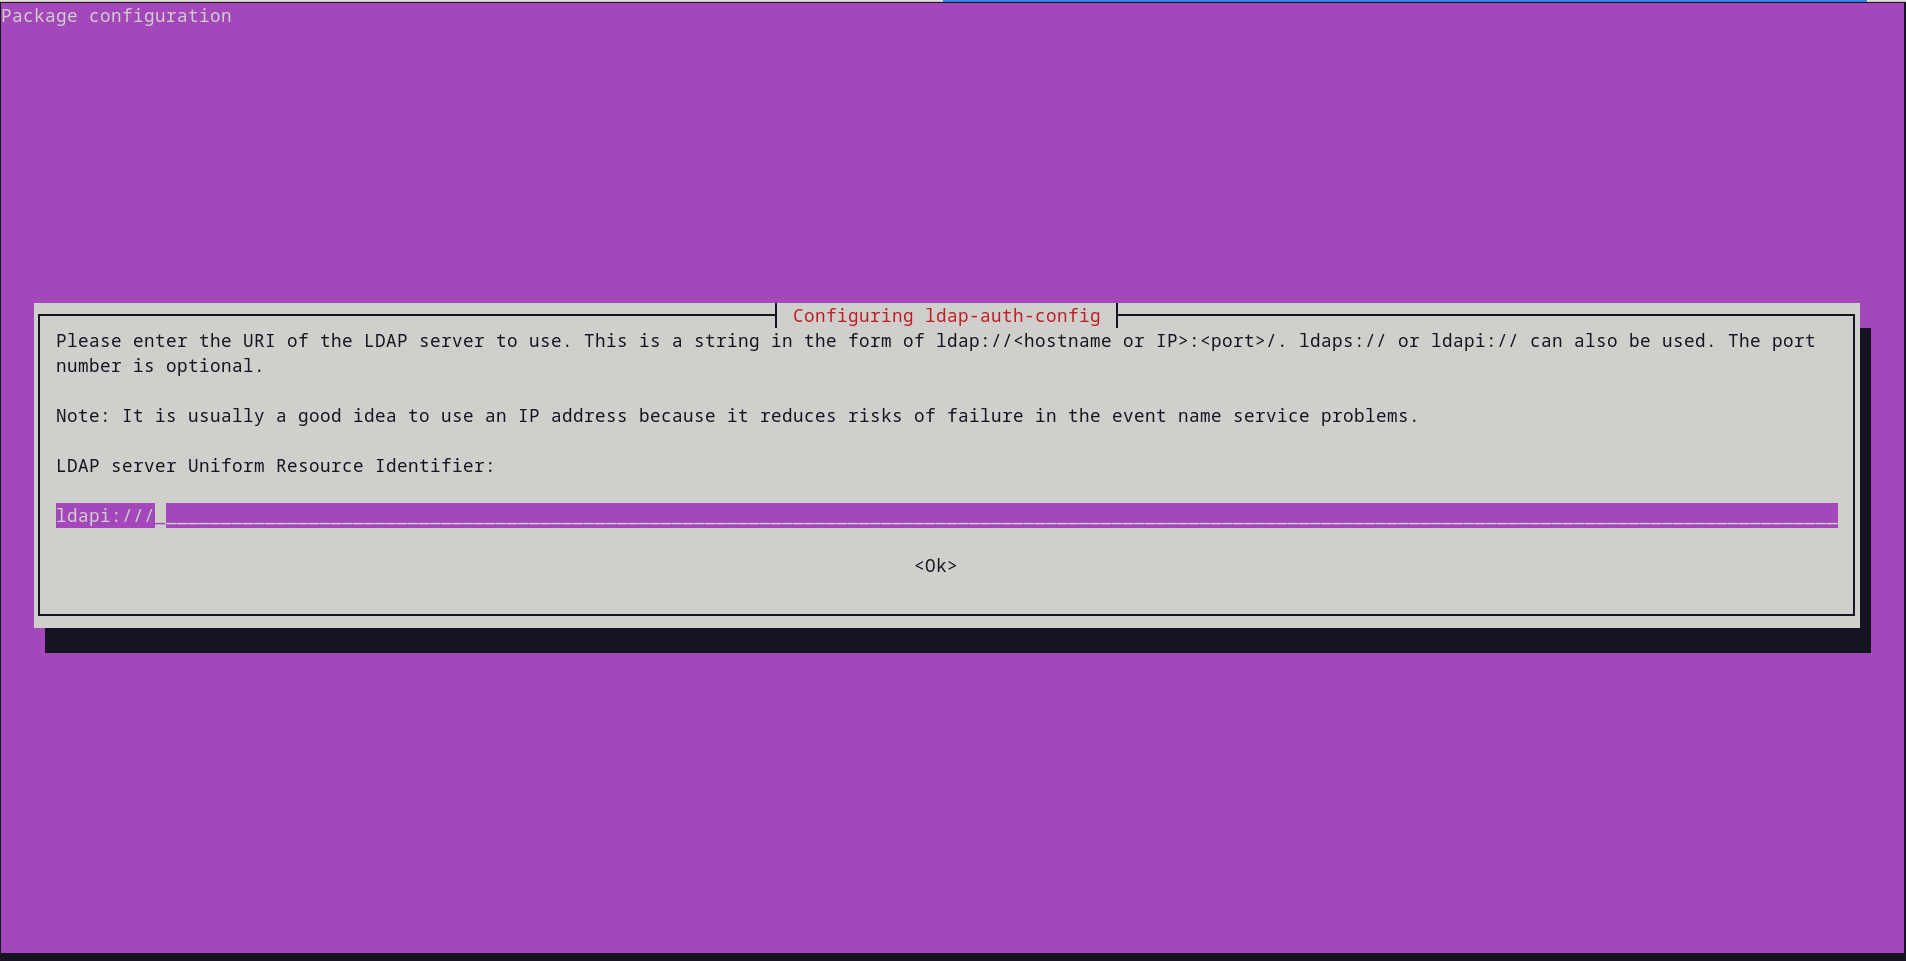 Package configuration
Configuring ldap-auth-config
Please enter the URI of the LDAP server to use. This is a string in the form of ldap://<hostname or IP>:<port>/. ldaps:// or ldapi:// can also be used. The port
number is optional.
Note: It is usually a good idea to use an IP address because it reduces risks of failure in the event name service problems.
LDAP server Uniform Resource Identifier:
ldapi:///
<Ok>